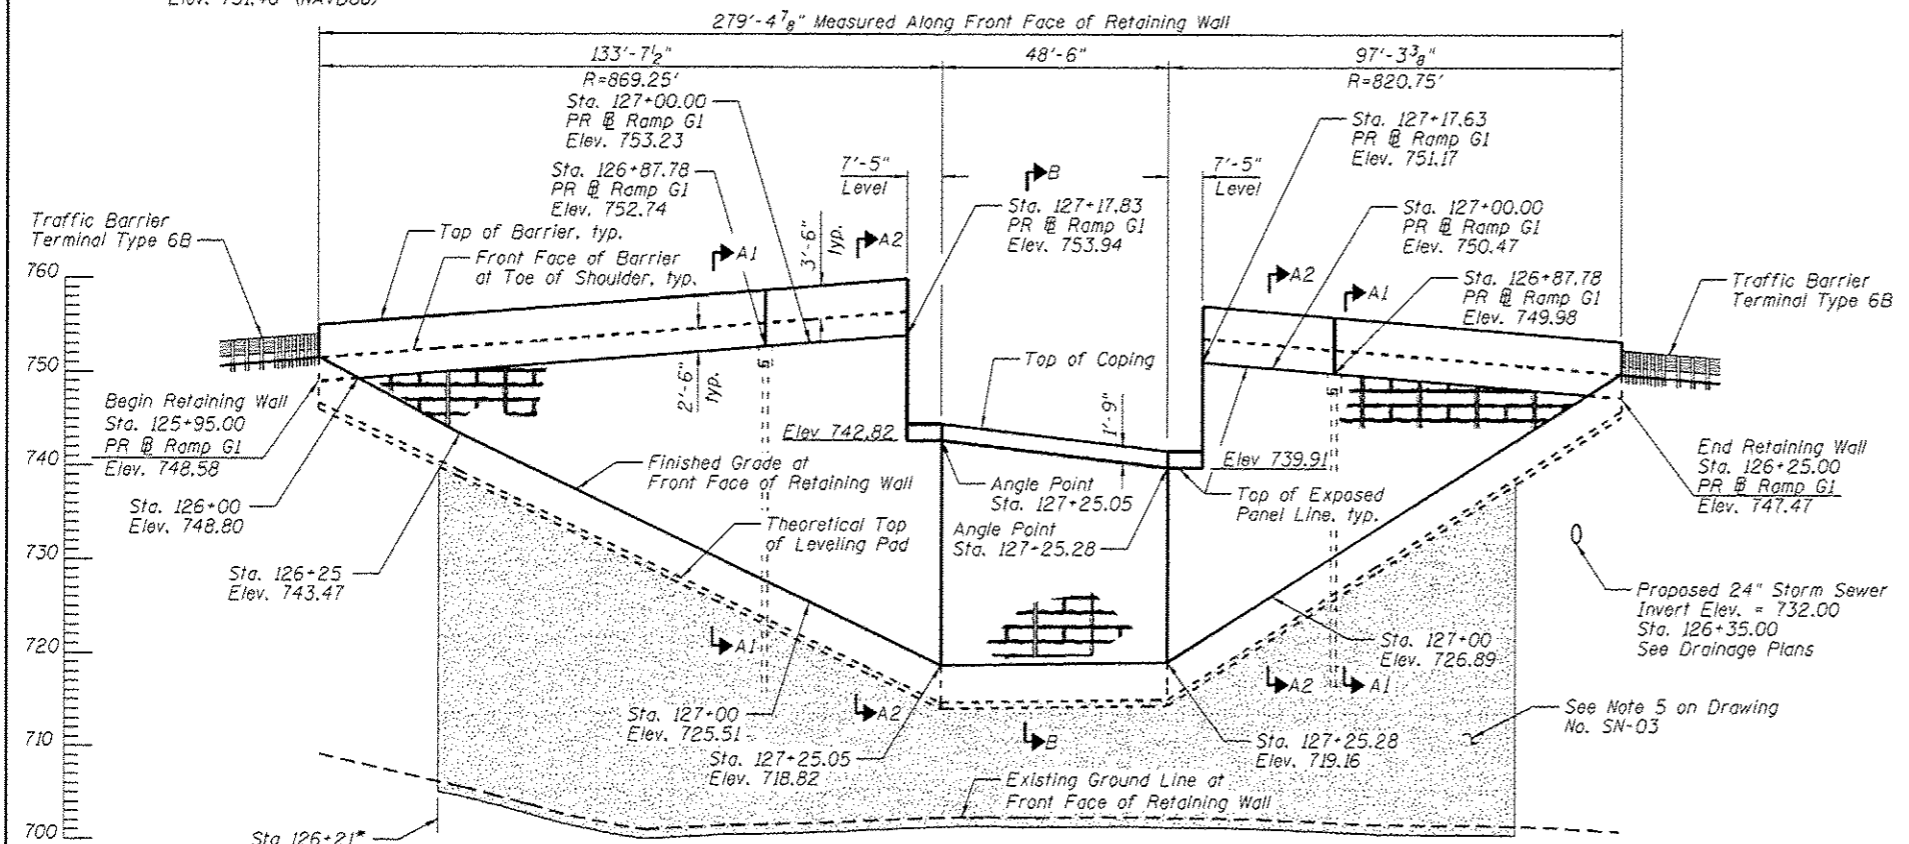 279'-4 7/8" Measured Along Front Face of Retaining Wall
133'-7 1/2"
48'-6"
97'-3 3/8"
R=869.25'
R=820.75'
Sta. 127+00.00
PR ⅊ Ramp G1
Elev. 753.23
Sta. 126+87.78
PR ⅊ Ramp G1
Elev. 752.74
7'-5"
Level
B
7'-5"
Level
Sta. 127+17.63
PR ⅊ Ramp G1
Elev. 751.17
Sta. 127+17.83
PR ⅊ Ramp G1
Elev. 753.94
Sta. 127+00.00
PR ⅊ Ramp G1
Elev. 750.47
Sta. 126+87.78
PR ⅊ Ramp G1
Elev. 749.98
Traffic Barrier
Terminal Type 6B
Top of Barrier, typ.
Front Face of Barrier
at Toe of Shoulder, typ.
A1
3'-6"
typ.
A2
A2
A1
Traffic Barrier
Terminal Type 6B
760
750
740
730
720
710
700
Top of Coping
2'-6"
typ.
1'-9"
Begin Retaining Wall
Sta. 125+95.00
PR ⅊ Ramp G1
Elev. 748.58
Elev 742.82
Elev 739.91
End Retaining Wall
Sta. 126+25.00
PR ⅊ Ramp G1
Elev. 747.47
Sta. 126+00
Elev. 748.80
Finished Grade at
Front Face of Retaining Wall
Angle Point
Sta. 127+25.05
Top of Exposed
Panel Line, typ.
Theoretical Top
of Leveling Pad
Angle Point
Sta. 127+25.28
Sta. 126+25
Elev. 743.47
Proposed 24" Storm Sewer
Invert Elev. = 732.00
Sta. 126+35.00
See Drainage Plans
A1
Sta. 127+00
Elev. 726.89
A2
A1
A2
Sta. 127+00
Elev. 725.51
B
See Note 5 on Drawing
No. SN-03
Sta. 127+25.05
Elev. 718.82
Sta. 127+25.28
Elev. 719.16
Existing Ground Line at
Front Face of Retaining Wall
Sta 126+21*